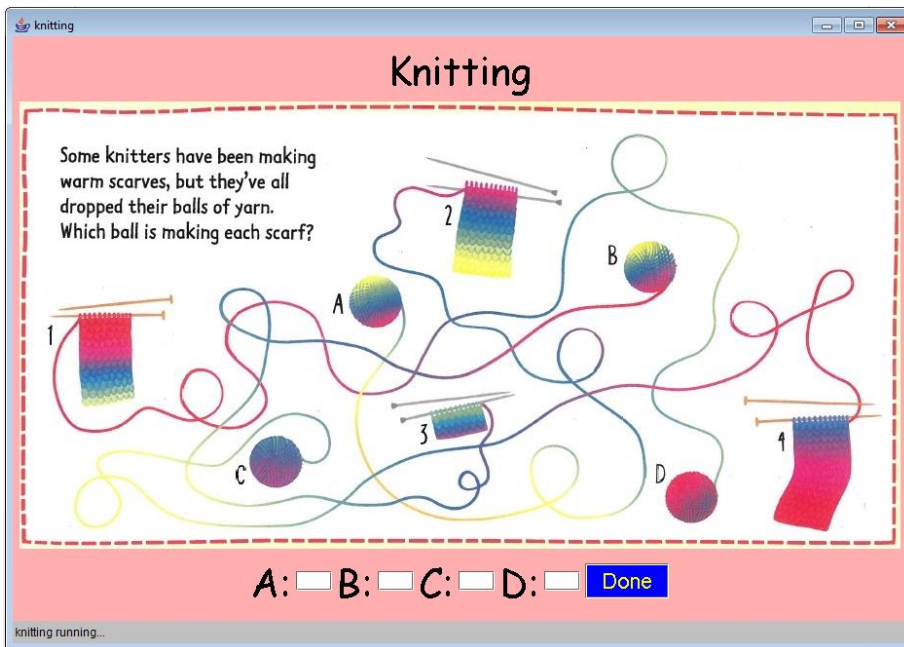 knitting
Knitting
Some knitters have been making
warm scarves, but they've all
dropped their balls of yarn.
Which ball is making each scarf?
2
B
A
1
3
4
C
D
A: B: C: D: Done
knitting running...